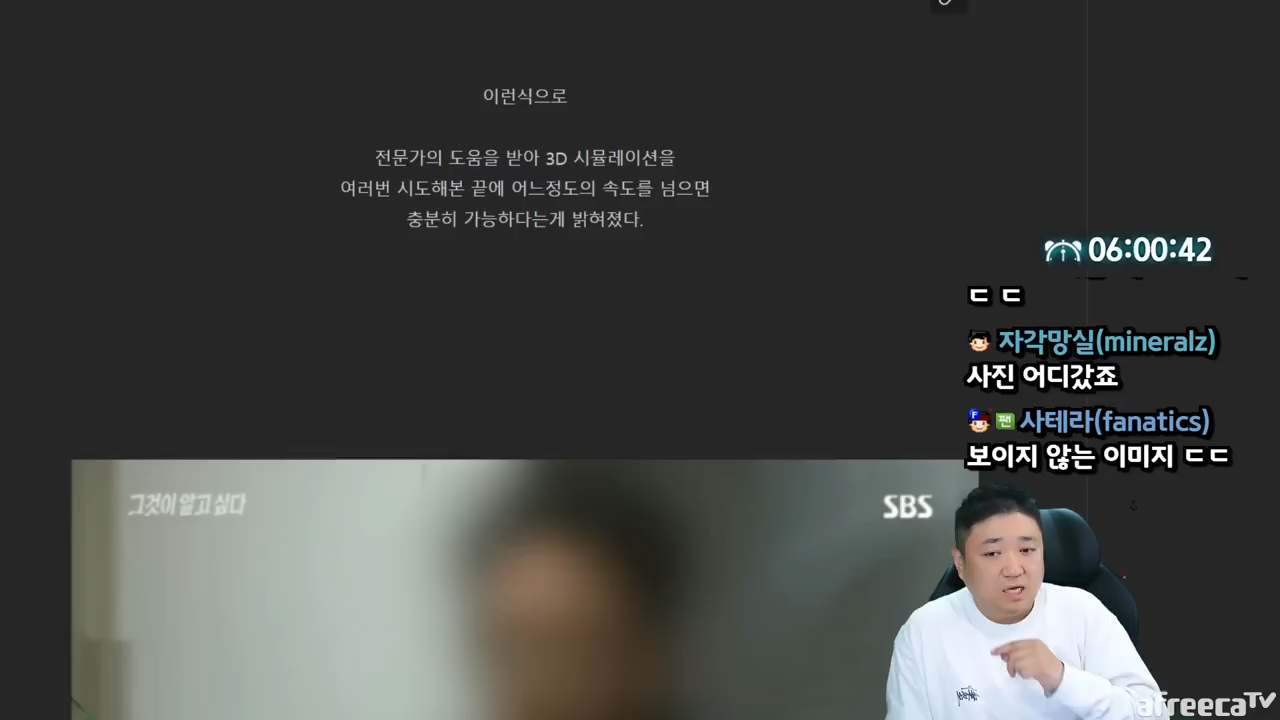 이런식으로
전문가의 도움을 받아 3D 시뮬레이션을
여러번 시도해본 끝에 어느정도의 속도를 넘으면
충분히 가능하다는게 밝혀졌다.
06:00:42
ㄷ ㄷ
자각망실(mineralz)
사진 어디갔죠
F 팬 사테라(fanatics)
보이지 않는 이미지 ㄷㄷ
그것이 알고 싶다
SBS
afreecaTV